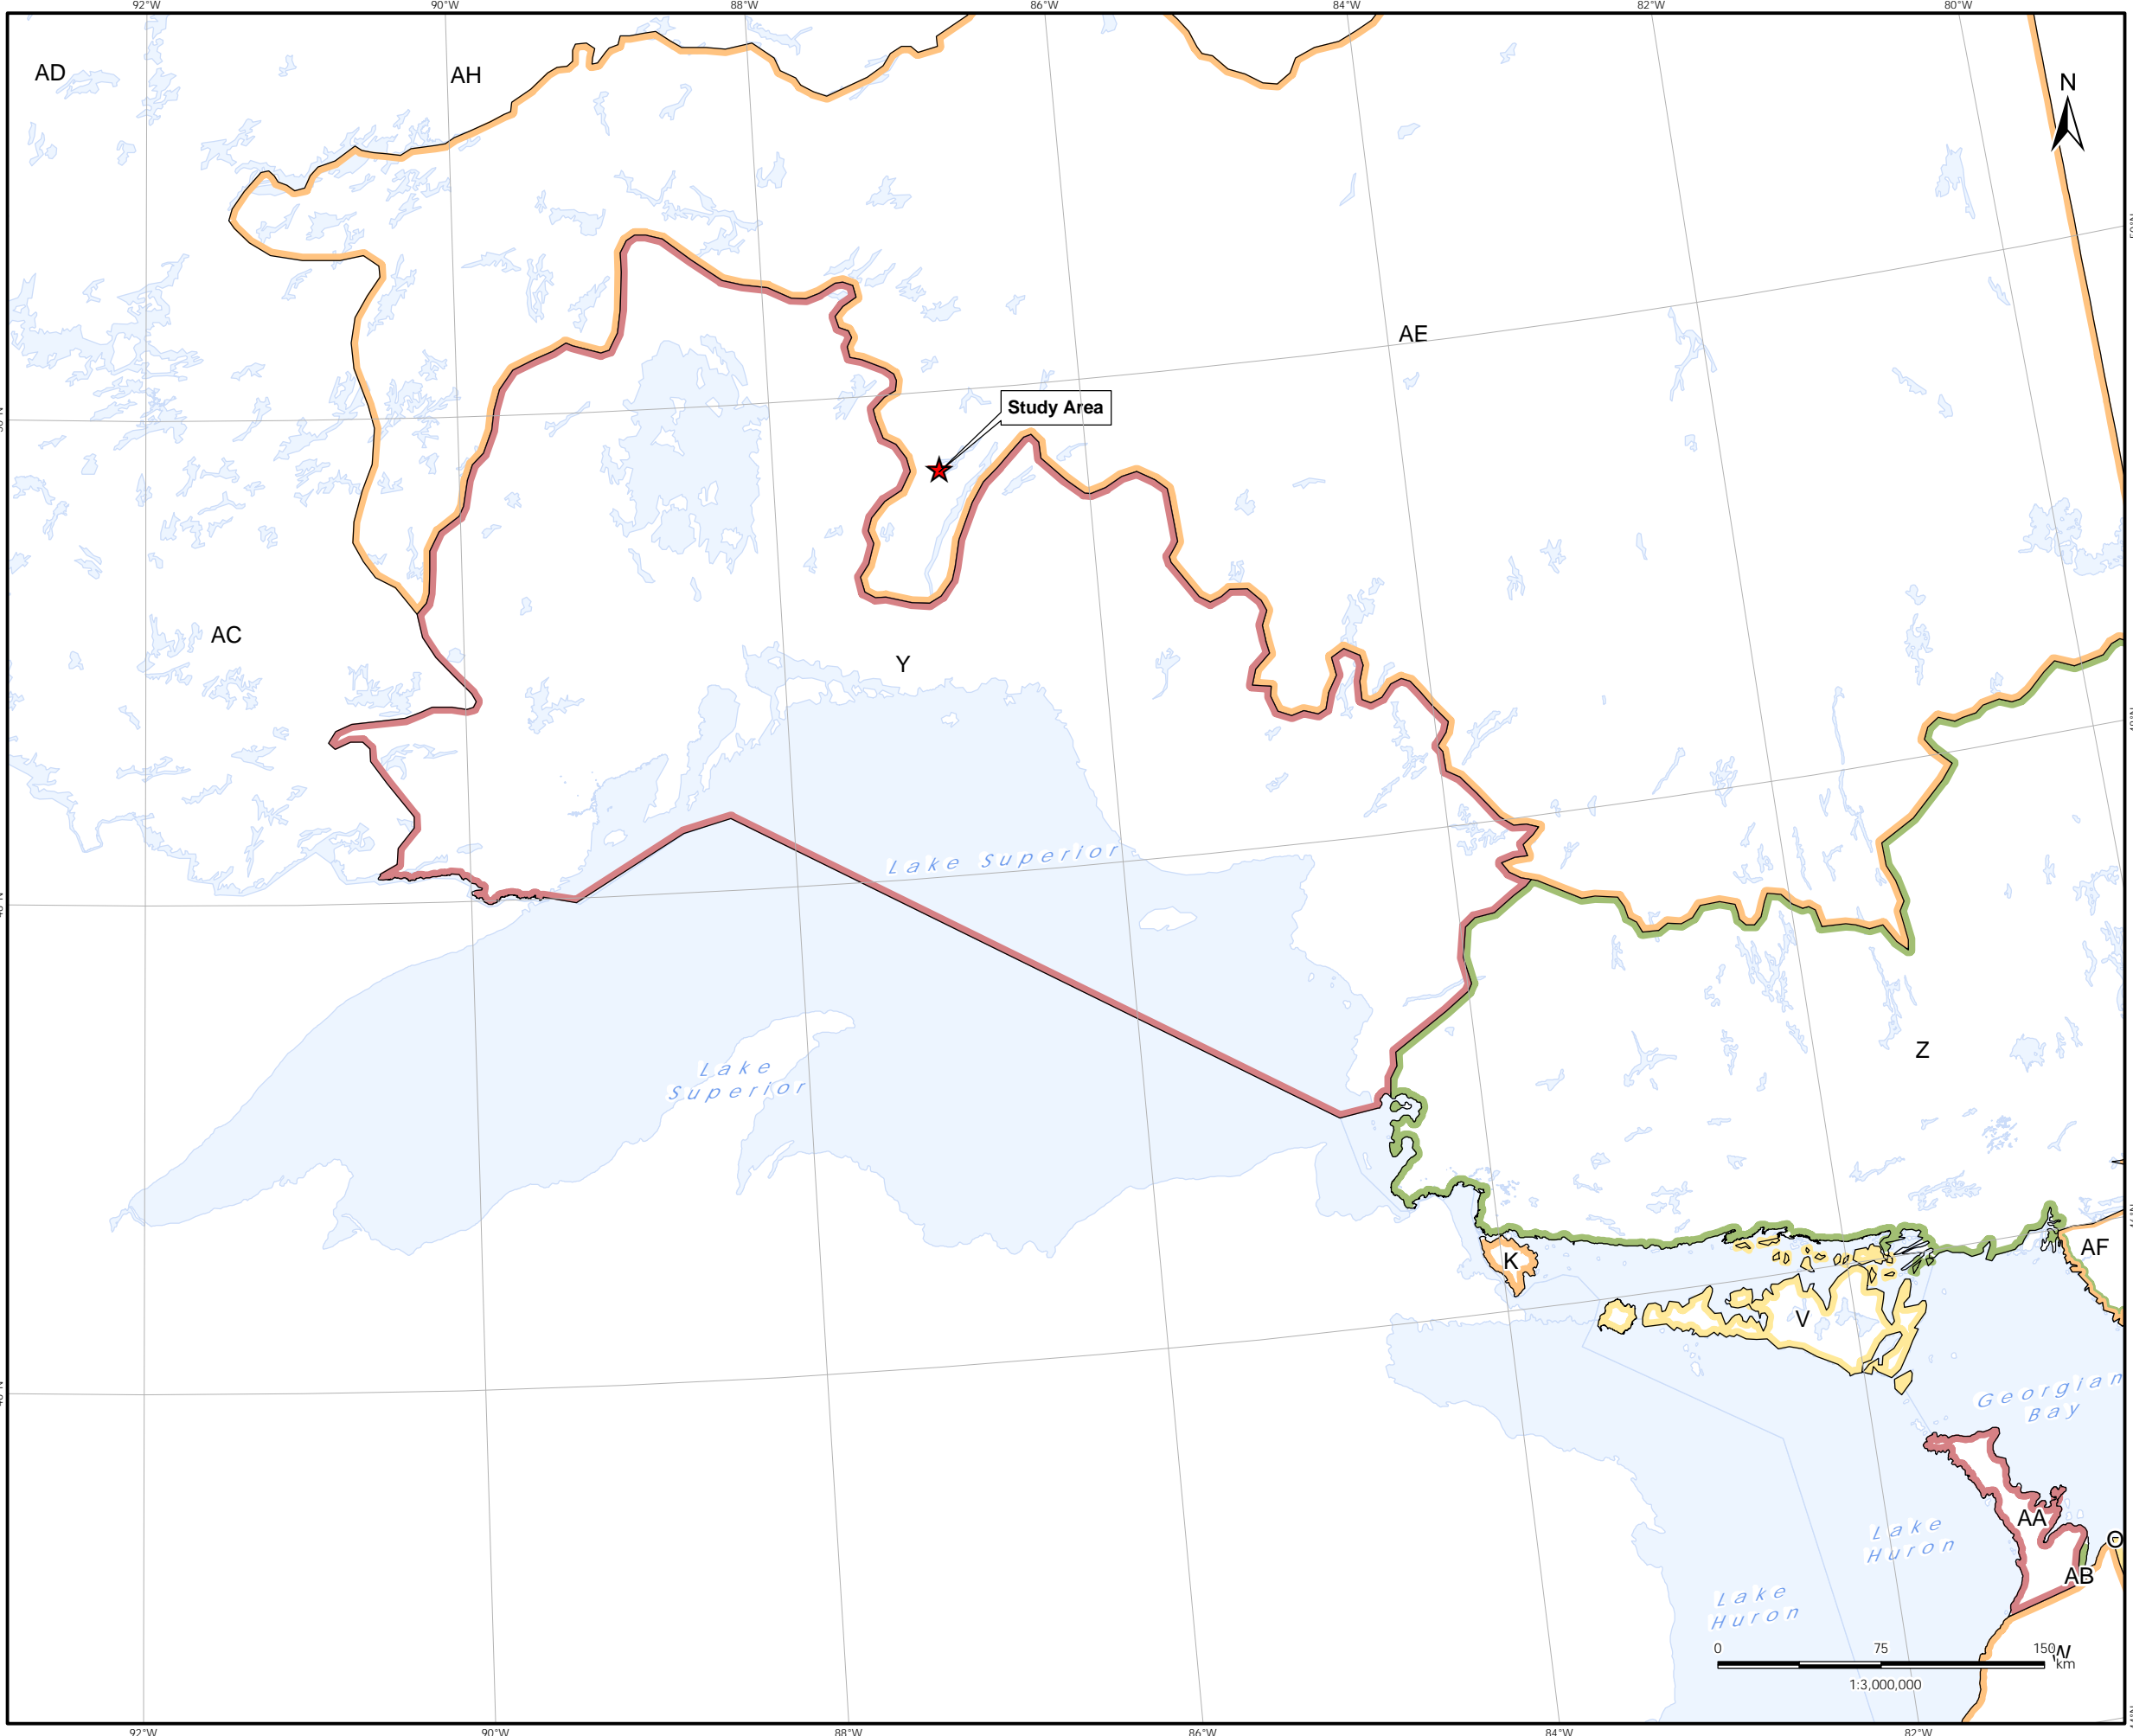 92°W
90°W
88°W
86°W
84°W
82°W
80°W
AD
AH
N
AE
Study Area
AC
Y
Lake Superior
Z
Lake
Superior
AF
K
V
Georgian
Bay
AA
Lake
Huron
AB
Lake
Huron
0
75
150
km
1:3,000,000
92°W
90°W
88°W
86°W
84°W
82°W